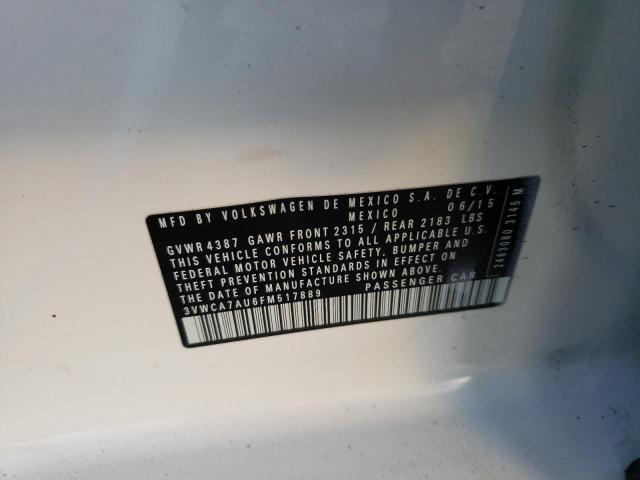 MFD BY VOLKSWAGEN DE MEXICO S.A. DE C.V.
MEXICO 06/15
GVWR 4387 GAWR FRONT 2315 / REAR 2183 LBS
THIS VEHICLE CONFORMS TO ALL APPLICABLE U.S.
FEDERAL MOTOR VEHICLE SAFETY, BUMPER AND
THEFT PREVENTION STANDARDS IN EFFECT ON
THE DATE OF MANUFACTURE SHOWN ABOVE.
3VWCA7AU6FM517889 PASSENGER CAR
2463060 3146 M